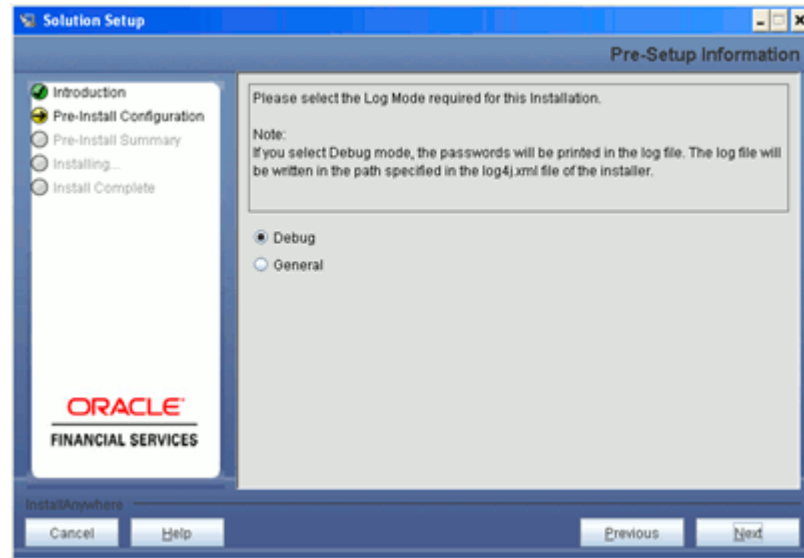 Solution Setup
Pre-Setup Information
Introduction
Pre-Install Configuration
Pre-Install Summary
Installing...
Install Complete
ORACLE
FINANCIAL SERVICES
Please select the Log Mode required for this Installation.
Note:
If you select Debug mode, the passwords will be printed in the log file. The log file will
be written in the path specified in the log4j.xml file of the installer.
Debug
General
InstallAnywhere
Cancel
Help
Previous
Next